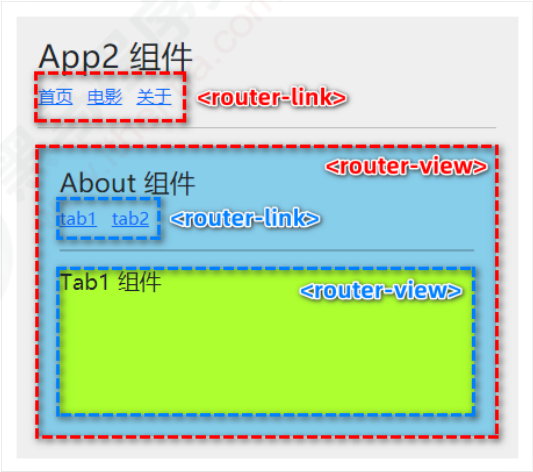 App2 组件
首页 电影 关于 <router-link>
<router-view>
About 组件
tab1 tab2 <router-link>
Tab1 组件
<router-view>